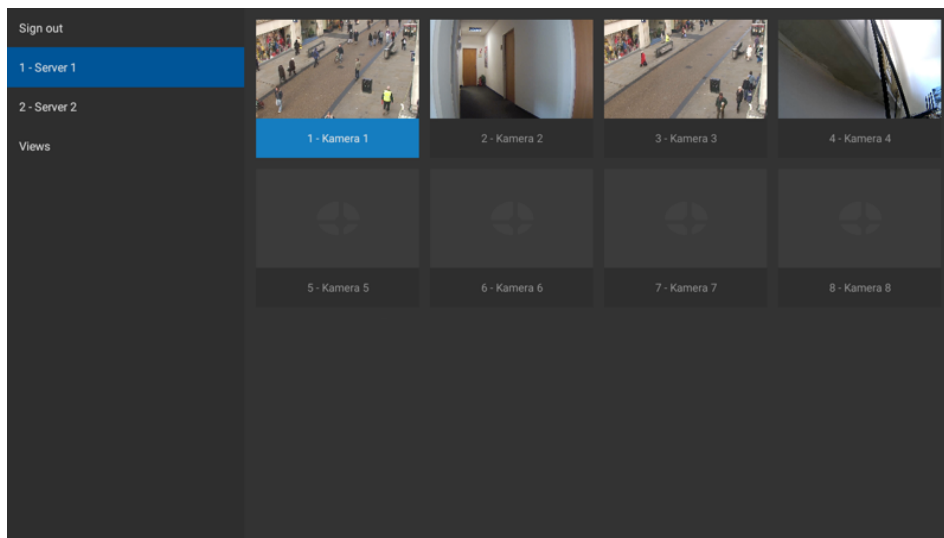 Sign out
1 - Server 1
2 - Server 2
Views
1 - Kamera 1
2 - Kamera 2
3 - Kamera 3
4 - Kamera 4
5 - Kamera 5
6 - Kamera 6
7 - Kamera 7
8 - Kamera 8